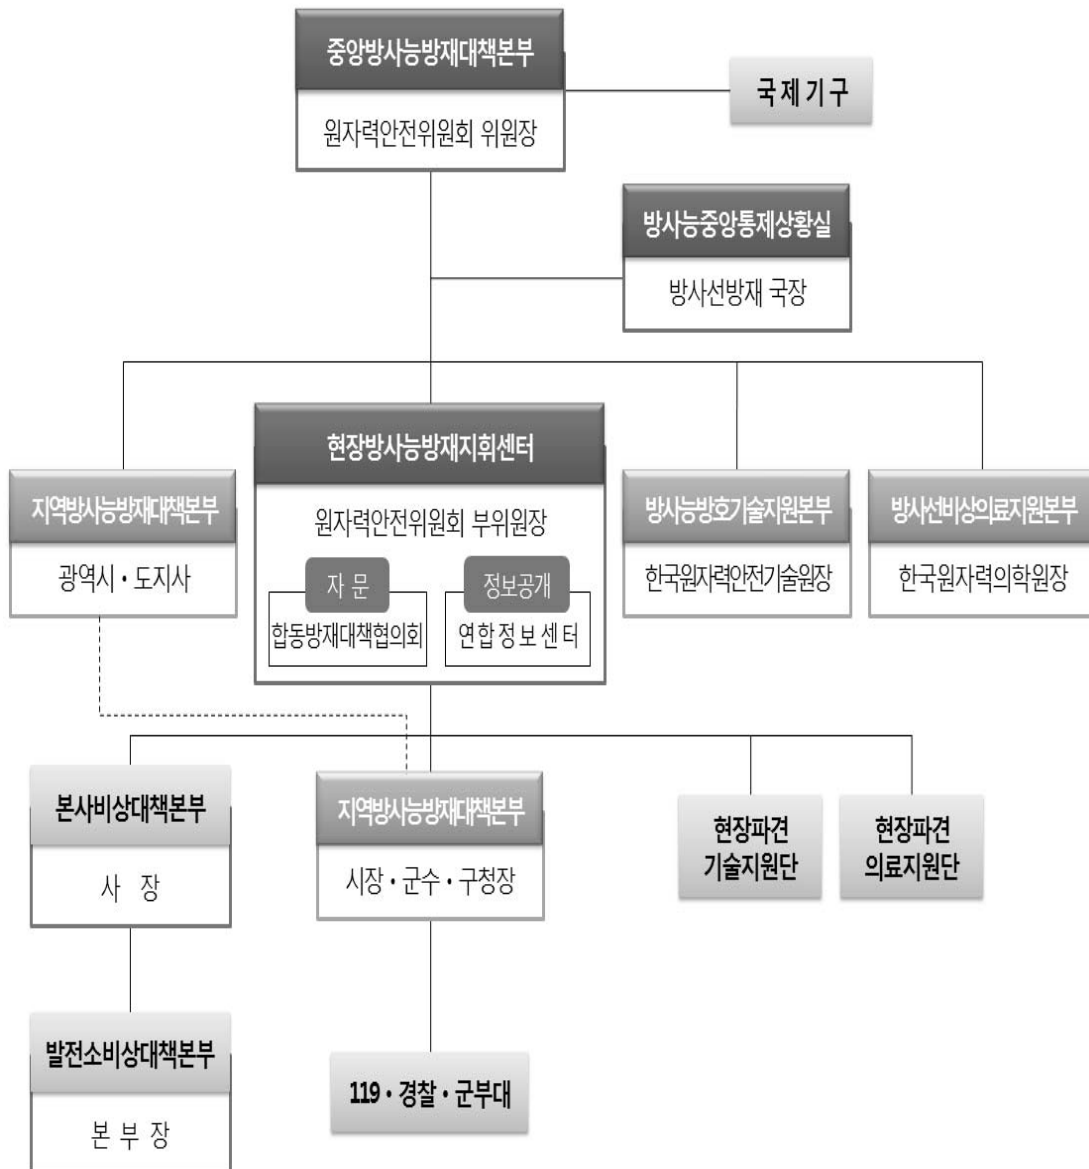 중앙방사능방재대책본부
원자력안전위원회 위원장
국제기구
방사능중앙통제상황실
방사선방재 국장
현장방사능방재지휘센터
원자력안전위원회 부위원장
자 문
합동방재대책협의회
정보공개
연합정보센터
지역방사능방재대책본부
광역시・도지사
방사능방호기술지원본부
한국원자력안전기술원장
방사선비상의료지원본부
한국원자력의학원장
본사비상대책본부
사 장
지역방사능방재대책본부
시장・군수・구청장
현장파견
기술지원단
현장파견
의료지원단
발전소비상대책본부
본 부 장
119・경찰・군부대